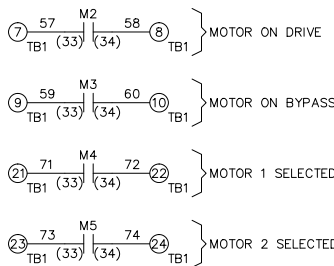 M2
7 57 58 8 MOTOR ON DRIVE
TB1 (33) (34) TB1
M3
9 59 60 10 MOTOR ON BYPASS
TB1 (33) (34) TB1
M4
21 71 72 22 MOTOR 1 SELECTED
TB1 (33) (34) TB1
M5
23 73 74 24 MOTOR 2 SELECTED
TB1 (33) (34) TB1